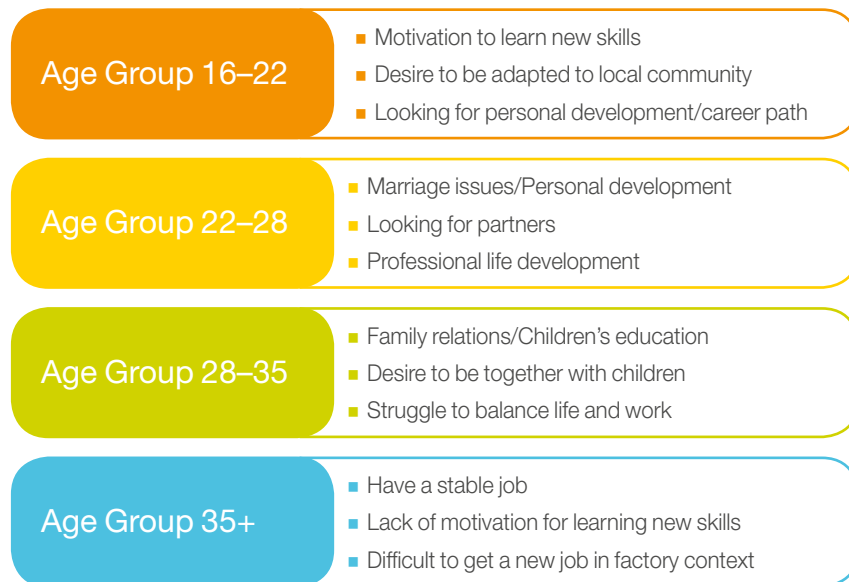 Age Group 16–22
Motivation to learn new skills
Desire to be adapted to local community
Looking for personal development/career path
Age Group 22–28
Marriage issues/Personal development
Looking for partners
Professional life development
Age Group 28–35
Family relations/Children’s education
Desire to be together with children
Struggle to balance life and work
Age Group 35+
Have a stable job
Lack of motivation for learning new skills
Difficult to get a new job in factory context